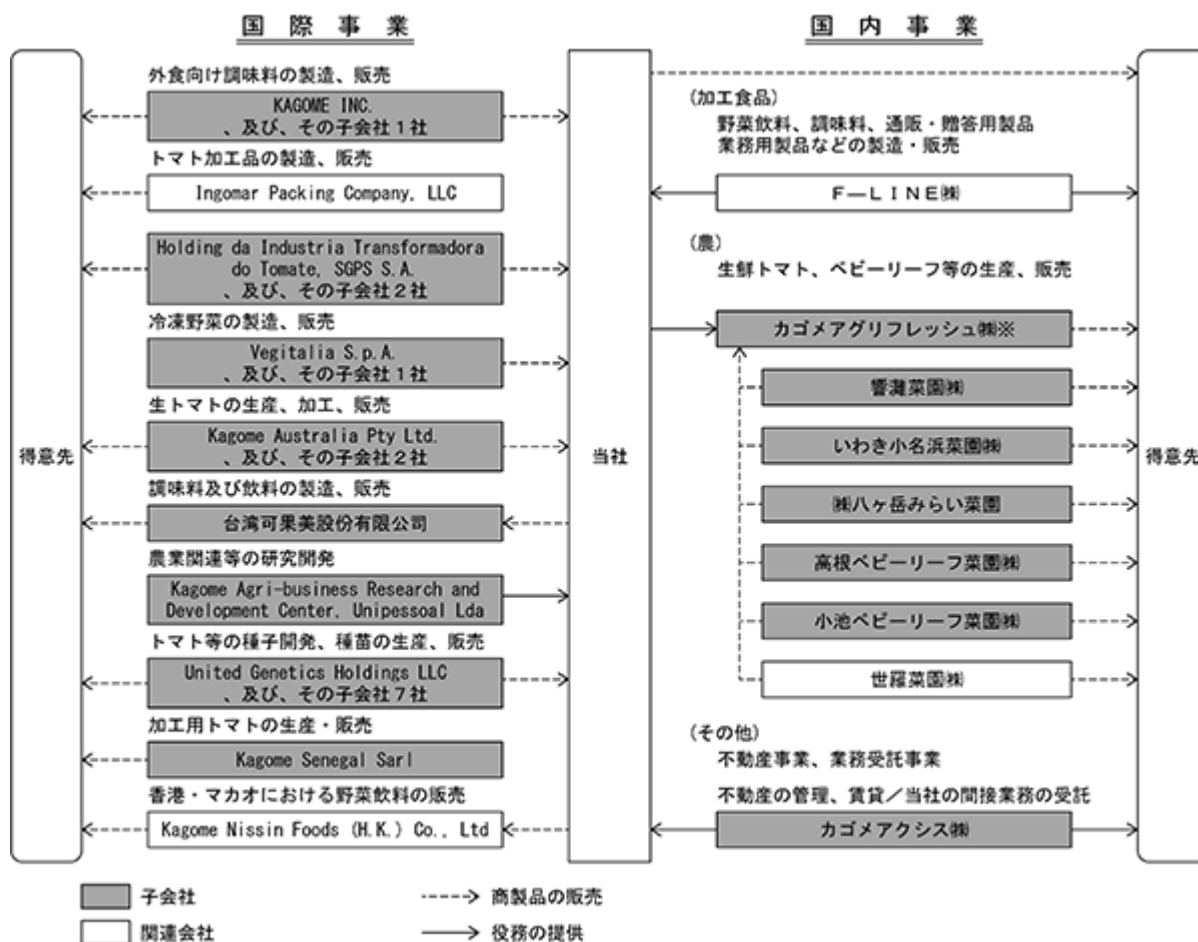 国際事業
得意先
外食向け調味料の製造、販売
KAGOME INC.
、及び、その子会社1社
トマト加工品の製造、販売
Ingomar Packing Company, LLC
Holding da Industria Transformadora
do Tomate, SGPS S.A.
、及び、その子会社2社
冷凍野菜の製造、販売
Vegitalia S.p.A.
、及び、その子会社1社
生トマトの生産、加工、販売
Kagome Australia Pty Ltd.
、及び、その子会社2社
調味料及び飲料の製造、販売
台湾可果美股份有限公司
農業関連等の研究開発
Kagome Agri-business Research and
Development Center, Unipessoal Lda
トマト等の種子開発、種苗の生産、販売
United Genetics Holdings LLC
、及び、その子会社7社
加工用トマトの生産・販売
Kagome Senegal Sarl
香港・マカオにおける野菜飲料の販売
Kagome Nissin Foods (H.K.) Co., Ltd
当社
国内事業
(加工食品)
野菜飲料、調味料、通販・贈答用製品
業務用製品などの製造・販売
F―LINE㈱
(農)
生鮮トマト、ベビーリーフ等の生産、販売
カゴメアグリフレッシュ㈱※
響灘菜園㈱
いわき小名浜菜園㈱
㈱八ヶ岳みらい菜園
高根ベビーリーフ菜園㈱
小池ベビーリーフ菜園㈱
世羅菜園㈱
(その他)
不動産事業、業務受託事業
不動産の管理、賃貸／当社の間接業務の受託
カゴメアクシス㈱
得意先
子会社
関連会社
商製品の販売
役務の提供